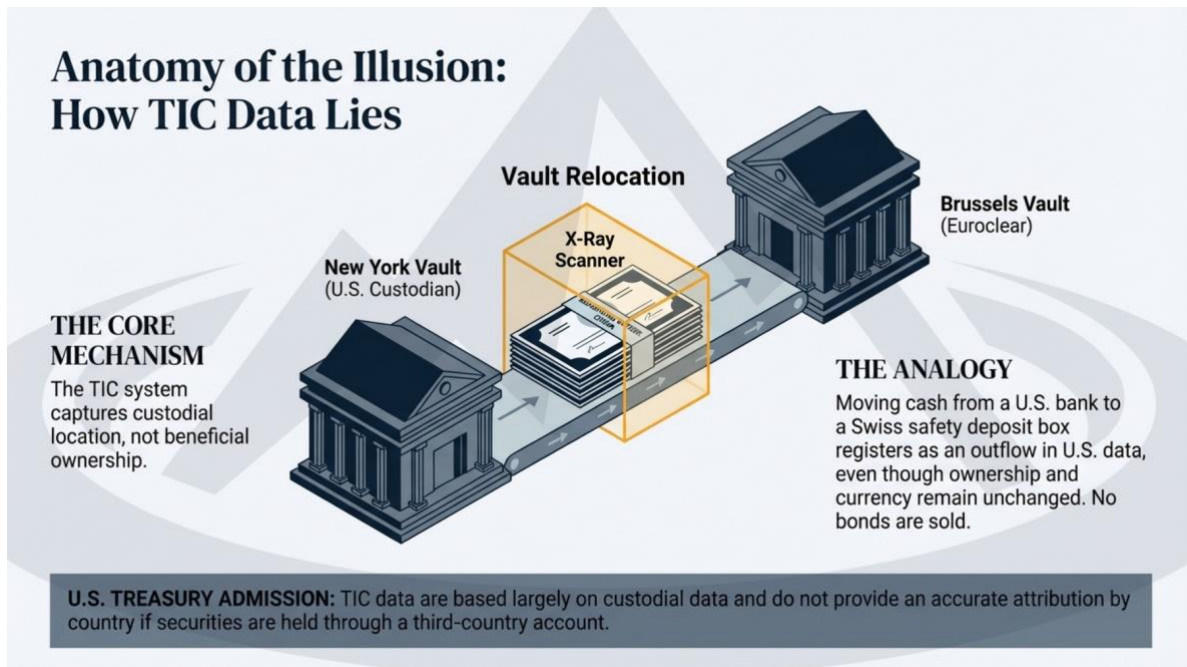 Anatomy of the Illusion:
How TIC Data Lies
Vault Relocation
X-Ray
Scanner
New York Vault
(U.S. Custodian)
Brussels Vault
(Euroclear)
THE CORE
MECHANISM
The TIC system
captures custodial
location, not beneficial
ownership.
THE ANALOGY
Moving cash from a U.S. bank to
a Swiss safety deposit box
registers as an outflow in U.S. data,
even though ownership and
currency remain unchanged. No
bonds are sold.
U.S. TREASURY ADMISSION: TIC data are based largely on custodial data and do not provide an accurate attribution by
country if securities are held through a third-country account.